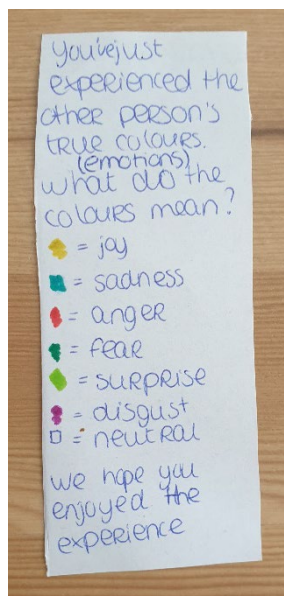 You'vejust
experienced the
other person's
true colours.
(emotions)
what do the
colours mean?
= joy
= sadness
= anger
= fear
= surprise
= disgust
= neutral
we hope you
enjoyed the
experience